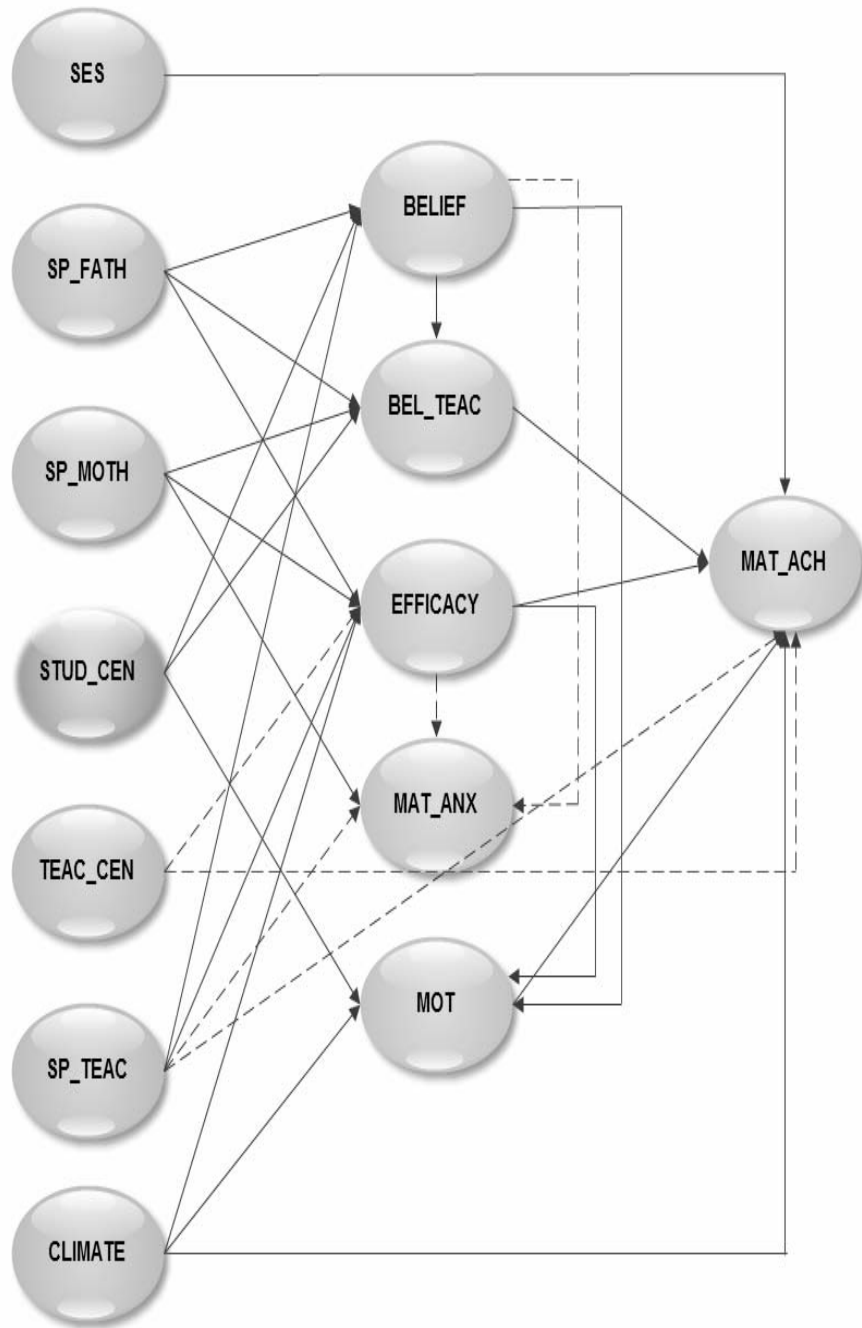 SES
SP_FATH
SP_MOTH
STUD_CEN
TEAC_CEN
SP_TEAC
CLIMATE
BELIEF
BEL_TEAC
EFFICACY
MAT_ANX
MOT
MAT_ACH